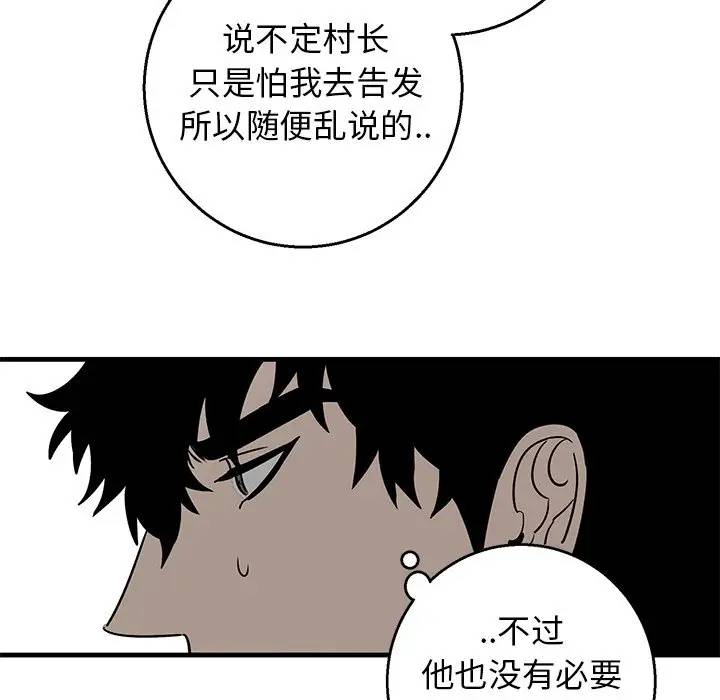 说不定村长
只是怕我去告发
所以随便乱说的..
..不过
他也没有必要